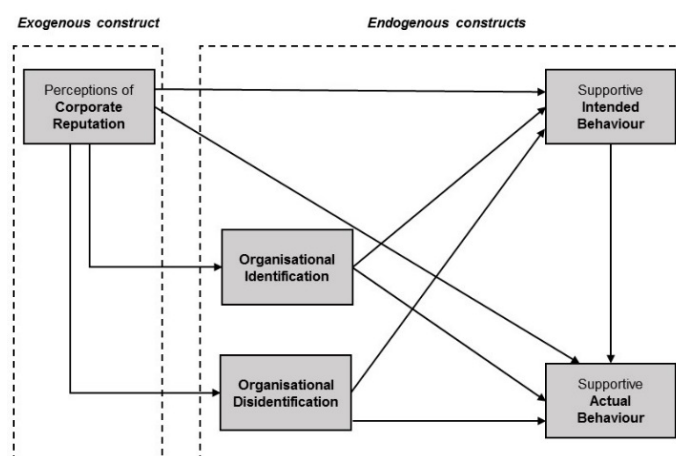 Exogenous construct
Endogenous constructs
Perceptions of
Corporate
Reputation
Supportive
Intended
Behaviour
Organisational
Identification
Organisational
Disidentification
Supportive
Actual
Behaviour